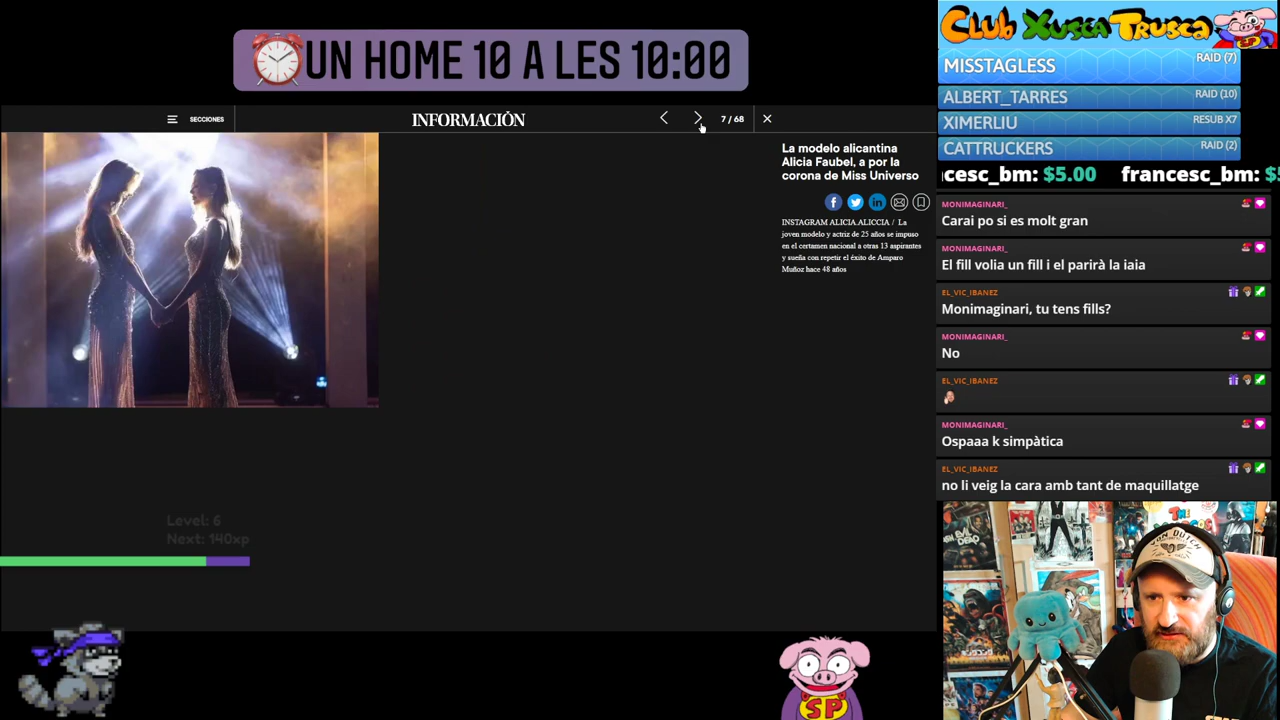 UN HOME 10 A LES 10:00
SECCIONES
INFORMACIÓN
7 / 68
La modelo alicantina
Alicia Faubel, a por la
corona de Miss Universo
INSTAGRAM ALICIA ALICCIA / La
joven modelo y actriz de 25 años se impuso
en el certamen nacional a otras 13 aspirantes
y sueña con repetir el éxito de Amparo
Muñoz hace 48 años
Level: 6
Next: 140xp
SP
Club Xusca Trusca
SP
MISSTAGLESS RAID (7)
ALBERT_TARRES RAID (10)
XIMERLIU RESUB X7
CATTRUCKERS RAID (2)
cesc_bm: $5.00 francesc_bm: $5
MONIMAGINARI_
Carai po si es molt gran
MONIMAGINARI_
El fill volia un fill i el parirà la iaia
EL_VIC_IBANEZ
Monimaginari, tu tens fills?
MONIMAGINARI_
No
EL_VIC_IBANEZ
MONIMAGINARI_
Ospaaa k simpàtica
EL_VIC_IBANEZ
no li veig la cara amb tant de maquillatge
VON DUTCH